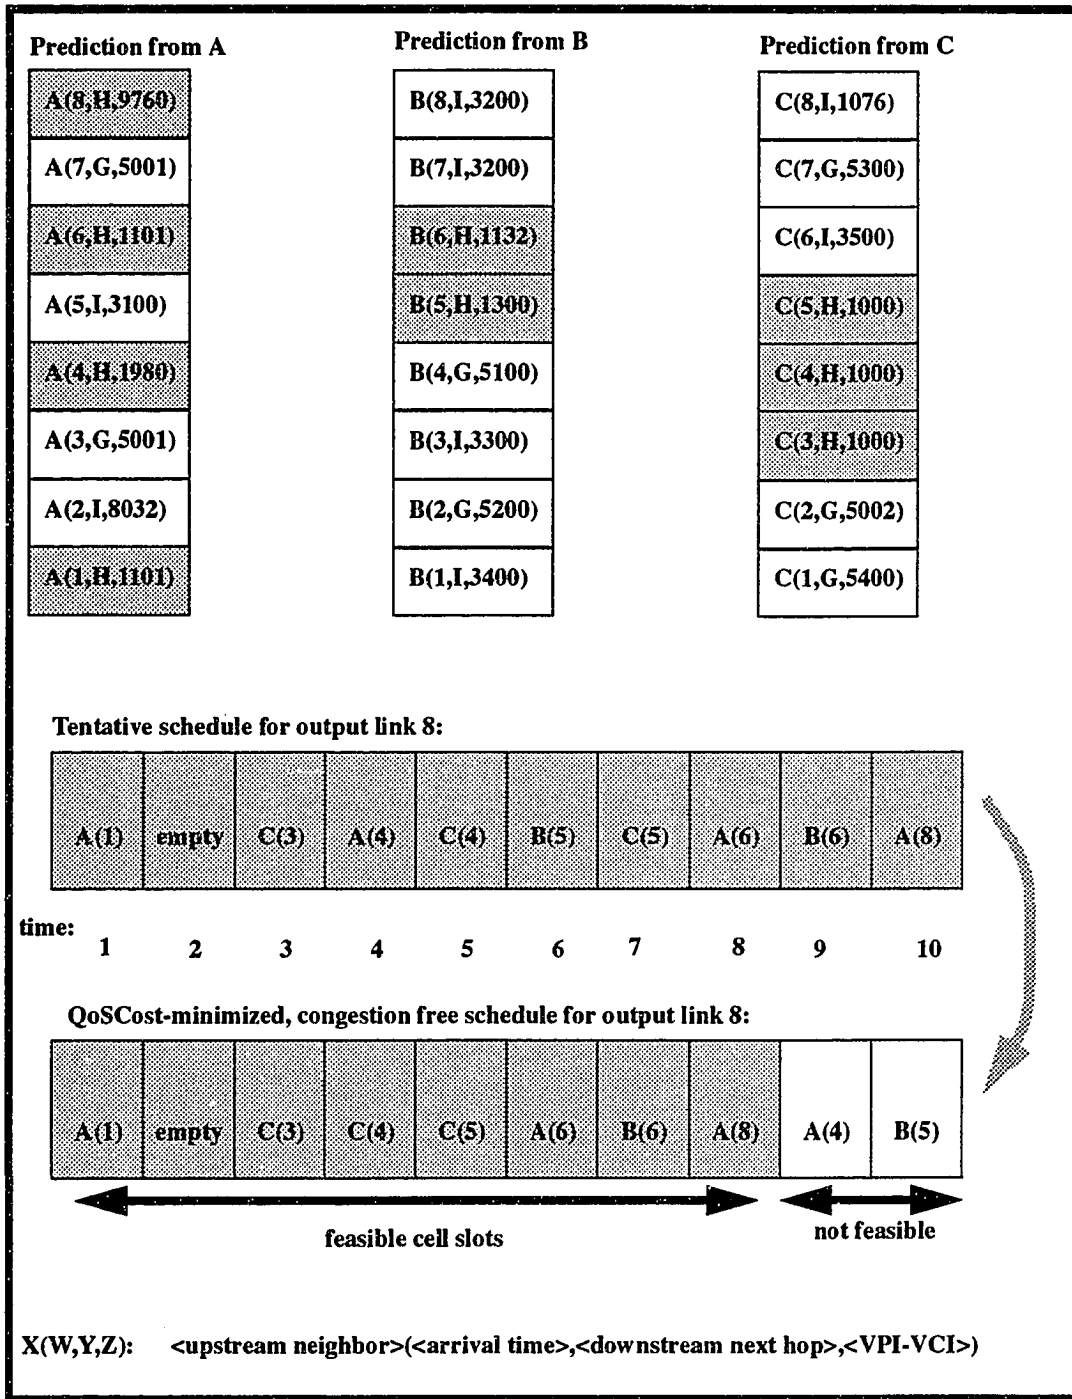 Prediction from A
Prediction from B
Prediction from C
A(8,H,9760)
B(8,I,3200)
C(8,I,1076)
A(7,G,5001)
B(7,I,3200)
C(7,G,5300)
A(6,H,1101)
B(6,H,1132)
C(6,I,3500)
A(5,I,3100)
B(5,H,1300)
C(5,H,1000)
A(4,H,1980)
B(4,G,5100)
C(4,H,1000)
A(3,G,5001)
B(3,I,3300)
C(3,H,1000)
A(2,I,8032)
B(2,G,5200)
C(2,G,5002)
A(1,H,1101)
B(1,I,3400)
C(1,G,5400)
Tentative schedule for output link 8:
A(1) empty C(3) A(4) C(4) B(5) C(5) A(6) B(6) A(8)
time: 1 2 3 4 5 6 7 8 9 10
QoSCost-minimized, congestion free schedule for output link 8:
A(1) empty C(3) C(4) C(5) A(6) B(6) A(8) A(4) B(5)
feasible cell slots
not feasible
X(W,Y,Z): <upstream neighbor>(<arrival time>,<downstream next hop>,<VPI-VCI>)